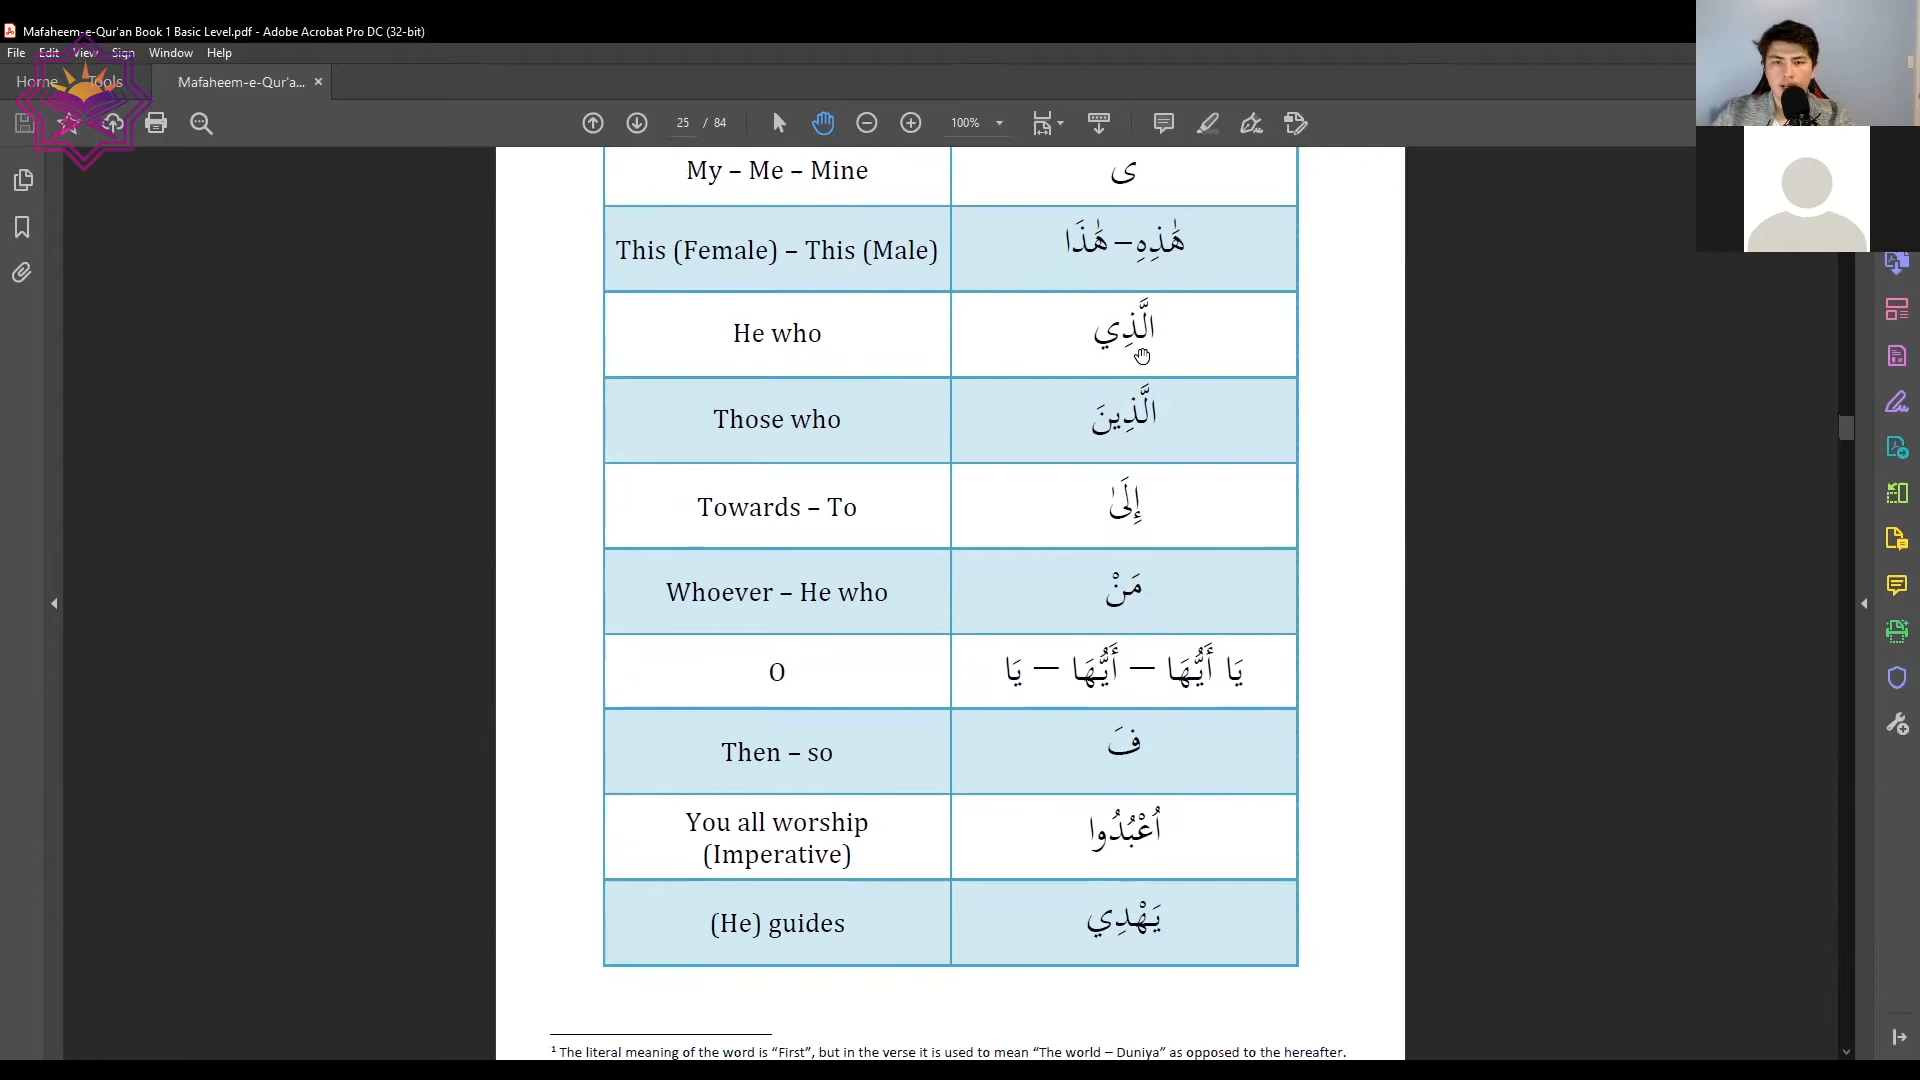 Mafaheem-e-Qur'an Book 1 Basic Level.pdf - Adobe Acrobat Pro DC (32-bit)
File Edit View Sign Window Help
Home Tools Mafaheem-e-Qur'a... ×
25 / 84 100%
My – Me – Mine ى
This (Female) – This (Male) هَٰذِهِ – هَٰذَا
He who الَّذِي
Those who الَّذِينَ
Towards – To إِلَىٰ
Whoever – He who مَنْ
O يَا أَيُّهَا – أَيُّهَا – يَا
Then – so فَ
You all worship اُعْبُدُوا
(Imperative)
(He) guides يَهْدِي
¹ The literal meaning of the word is “First”, but in the verse it is used to mean “The world – Duniya” as opposed to the hereafter.